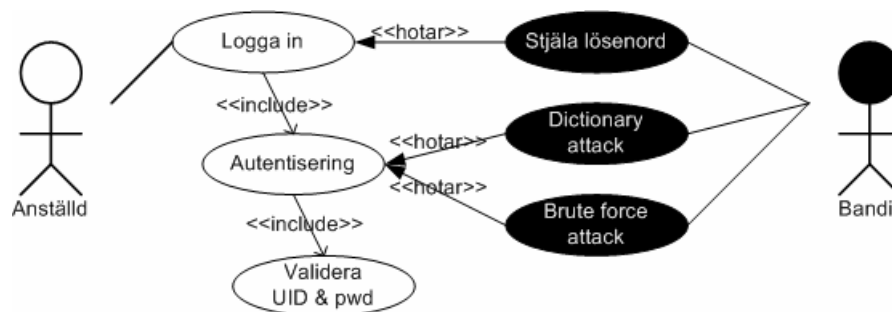 Logga in
<<hotar>>
Stjäla lösenord
<<include>>
<<hotar>>
Dictionary
attack
Autentisering
<<hotar>>
Anställd
<<include>>
Brute force
attack
Bandi
Validera
UID & pwd